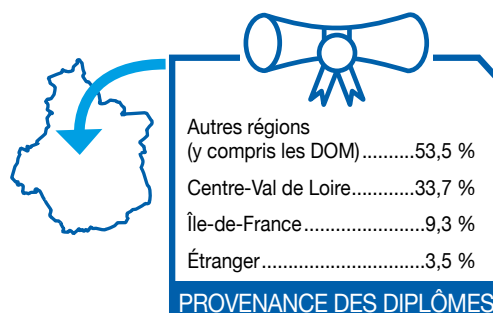 Autres régions
(y compris les DOM)..........53,5 %
Centre-Val de Loire............33,7 %
Île-de-France.......................9,3 %
Étranger...............................3,5 %
PROVENANCE DES DIPLÔMES